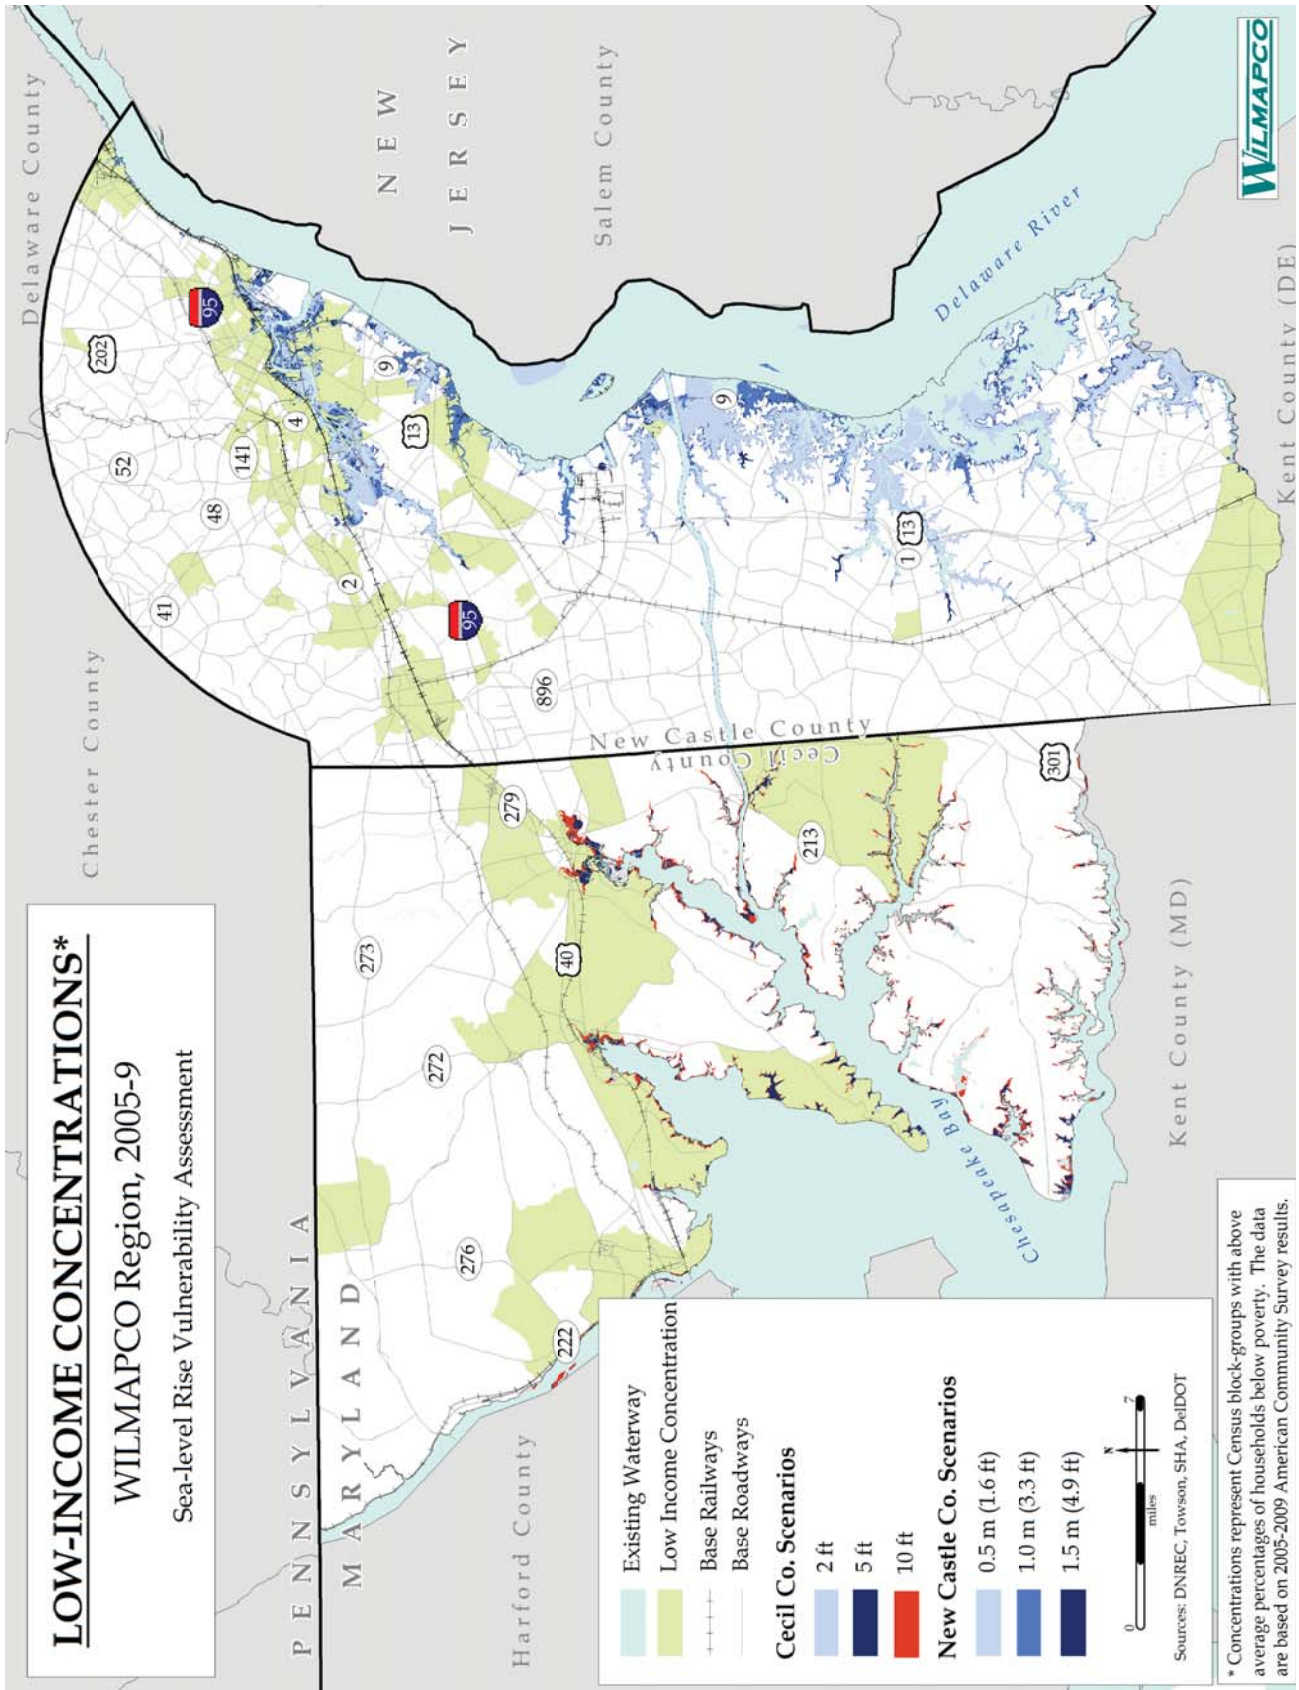 LOW-INCOME CONCENTRATIONS*
WILMAPCO Region, 2005-9
Sea-level Rise Vulnerability Assessment
Chester County
Delaware County
PENNSYLVANIA
MARYLAND
NEW
JERSEY
Salem County
Harford County
New Castle County
Cecil County
Kent County (MD)
Kent County (DE)
Delaware River
Chesapeake Bay
202
95
52
141
4
48
41
2
9
13
95
896
9
1
13
301
279
213
273
40
272
276
222
Existing Waterway
Low Income Concentration
Base Railways
Base Roadways
Cecil Co. Scenarios
2 ft
5 ft
10 ft
New Castle Co. Scenarios
0.5 m (1.6 ft)
1.0 m (3.3 ft)
1.5 m (4.9 ft)
N
0 7
miles
Sources: DNREC, Towson, SHA, DelDOT
* Concentrations represent Census block-groups with above
average percentages of households below poverty. The data
are based on 2005-2009 American Community Survey results.
WILMAPCO